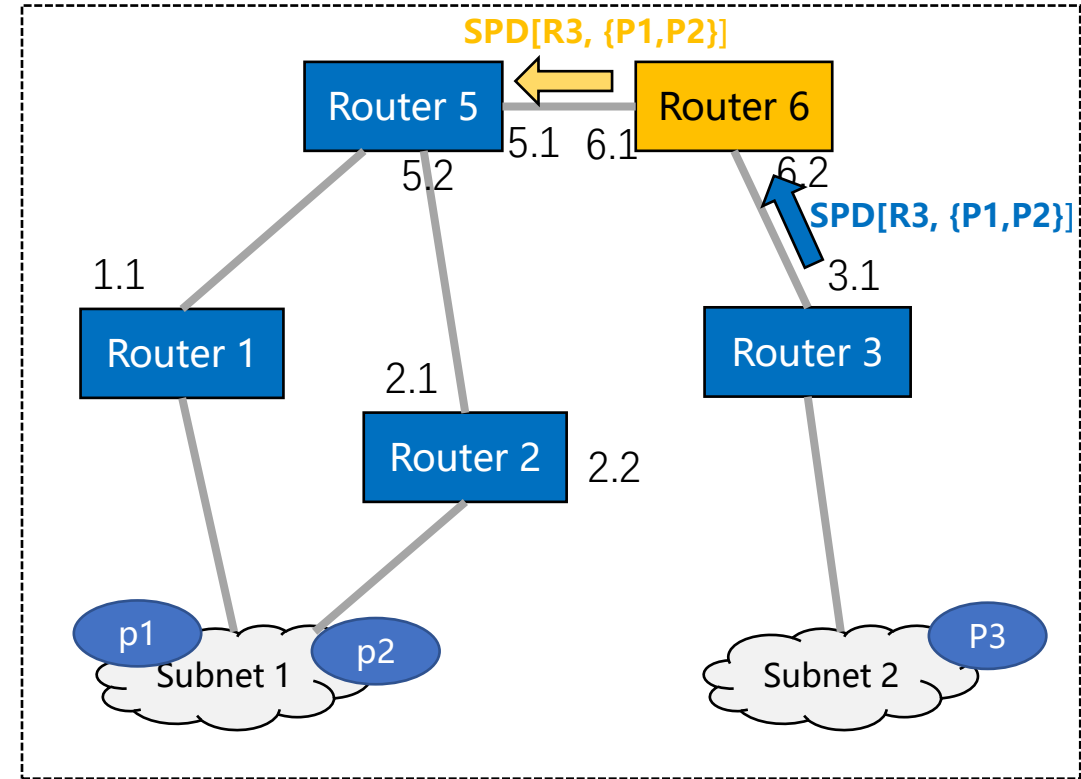 SPD[R3, {P1,P2}]
Router 5
Router 6
5.1
6.1
5.2
6.2
SPD[R3, {P1,P2}]
1.1
3.1
Router 1
Router 3
2.1
Router 2
2.2
p1
p2
P3
Subnet 1
Subnet 2